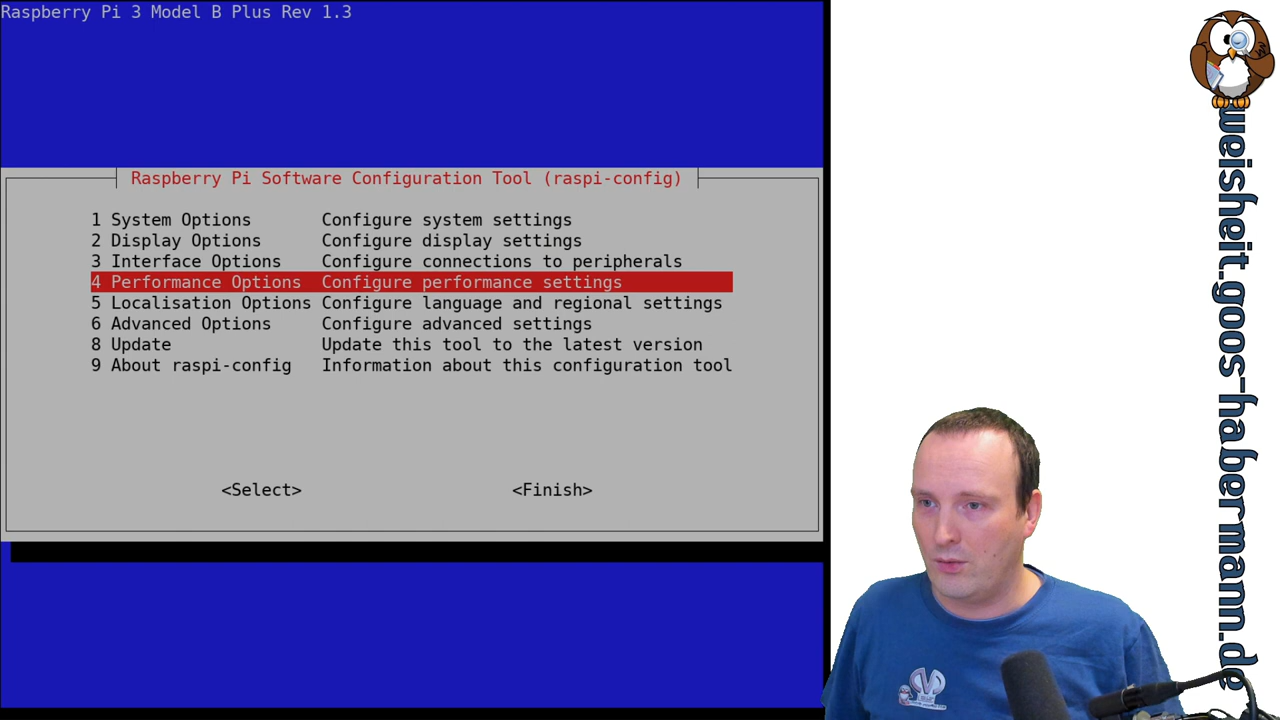 Raspberry Pi 3 Model B Plus Rev 1.3
Raspberry Pi Software Configuration Tool (raspi-config)
1 System Options Configure system settings
2 Display Options Configure display settings
3 Interface Options Configure connections to peripherals
4 Performance Options Configure performance settings
5 Localisation Options Configure language and regional settings
6 Advanced Options Configure advanced settings
8 Update Update this tool to the latest version
9 About raspi-config Information about this configuration tool
<Select> <Finish>
weisheit.goos-habermann.de